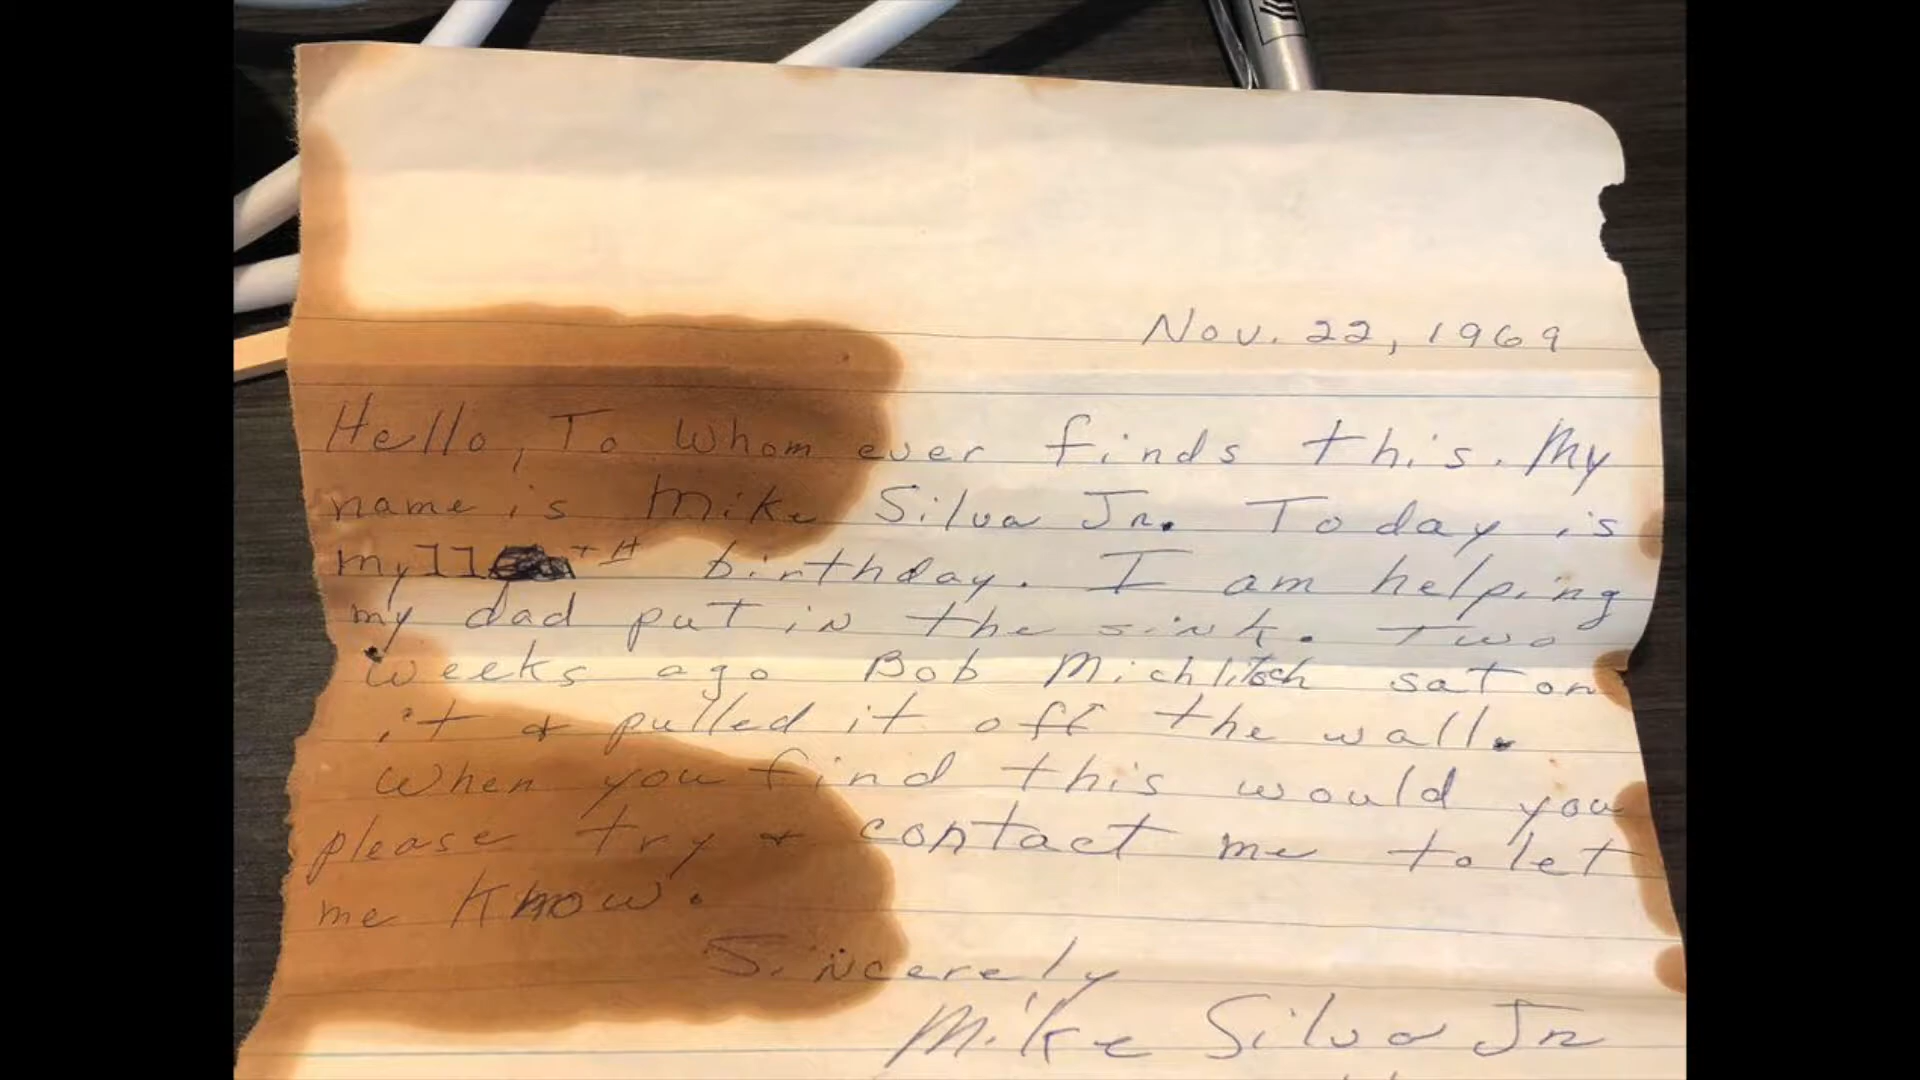 Nov. 22, 1969
Hello, To Whom ever finds this. My
name is Mike Silva Jr. Today is
my 11 TH birthday. I am helping
my dad put in the sink. Two
weeks ago Bob Michlitsch sat on
it & pulled it off the wall.
When you find this would you
please try & contact me to let
me know.
Sincerely
Mike Silva Jr